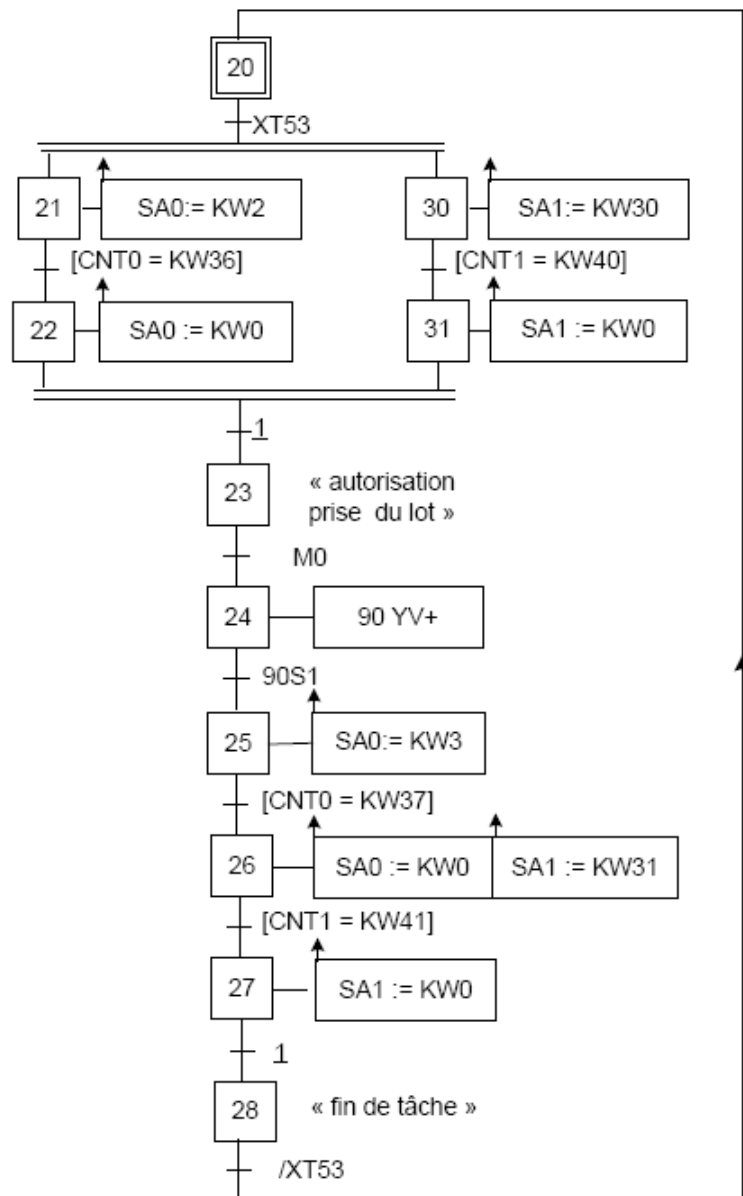 20
XT53
21
SA0:= KW2
30
SA1:= KW30
[CNT0 = KW36]
[CNT1 = KW40]
22
SA0 := KW0
31
SA1 := KW0
1
23
« autorisation
prise du lot »
M0
24
90 YV+
90S1
25
SA0:= KW3
[CNT0 = KW37]
26
SA0 := KW0
SA1 := KW31
[CNT1 = KW41]
27
SA1 := KW0
1
28
« fin de tâche »
/XT53